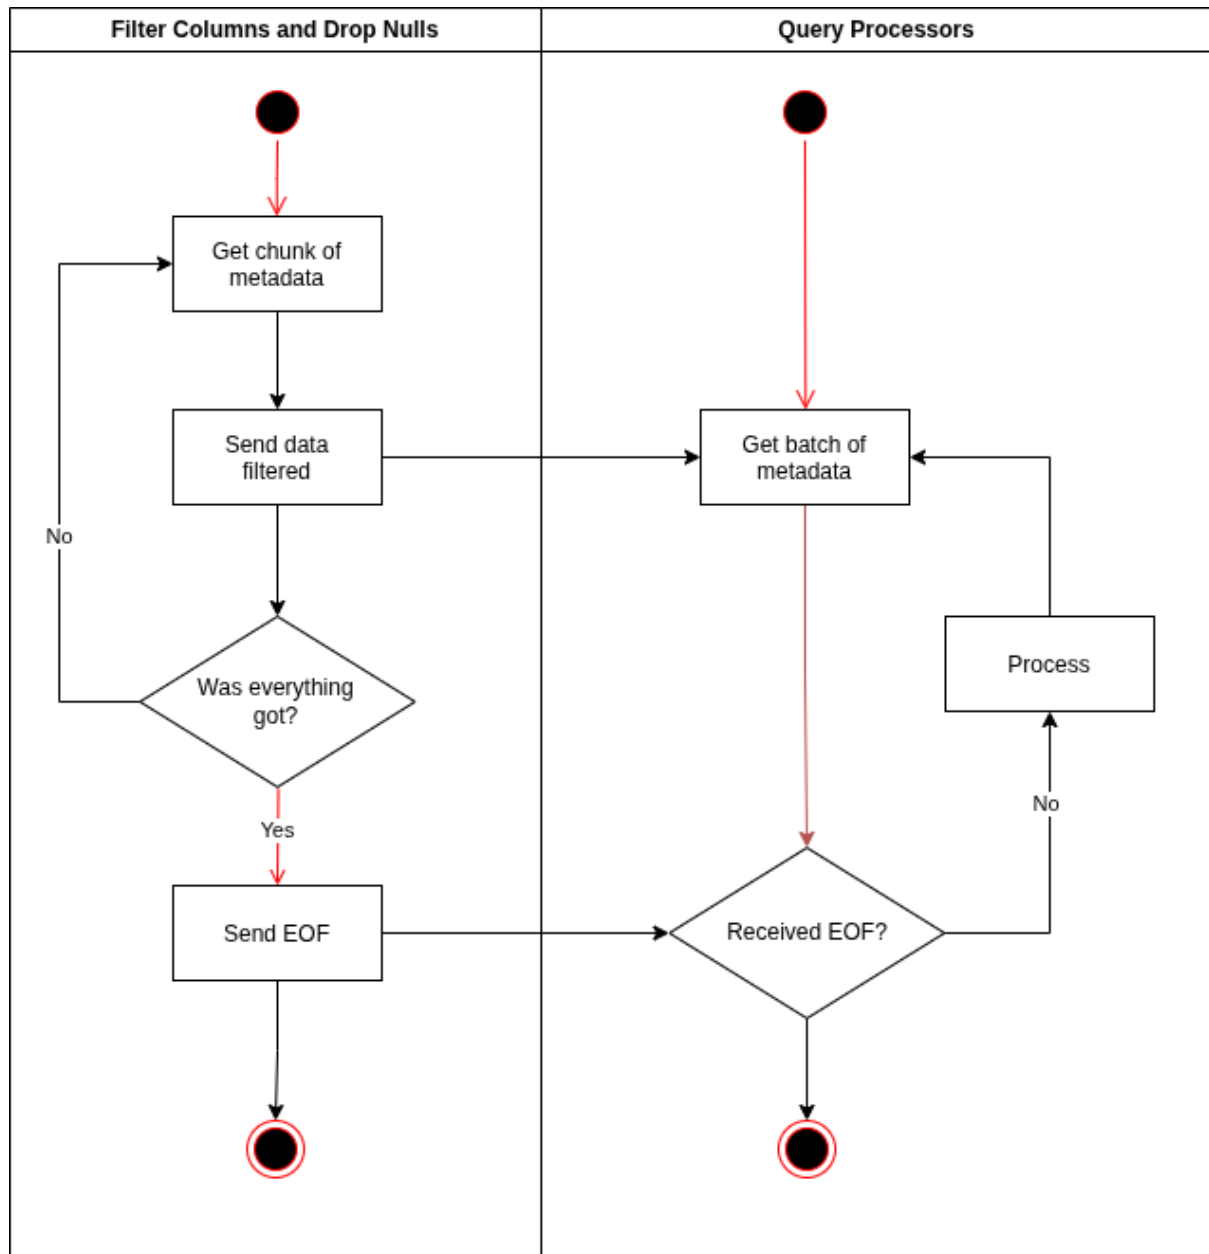 Filter Columns and Drop Nulls
Query Processors
Get chunk of
metadata
Send data
filtered
Get batch of
metadata
No
Was everything
got?
Process
No
Yes
Send EOF
Received EOF?